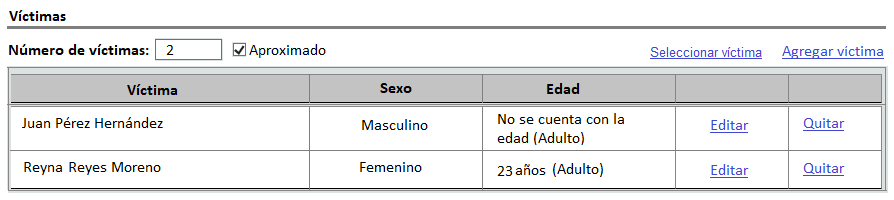 Víctimas
Número de víctimas: 2 Aproximado Seleccionar víctima Agregar victima
Víctima Sexo Edad
Juan Pérez Hernández Masculino No se cuenta con la edad (Adulto) Editar Quitar
Reyna Reyes Moreno Femenino 23 años (Adulto) Editar Quitar